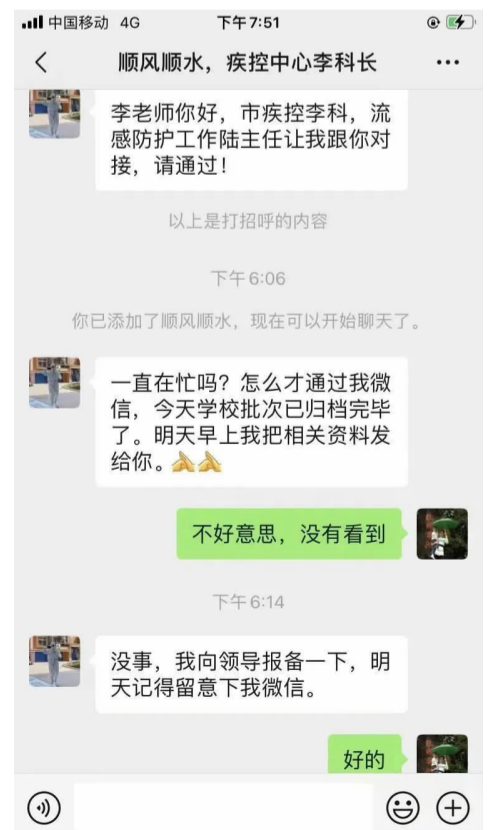 中国移动 4G 下午7:51
顺风顺水，疾控中心李科长
李老师你好，市疾控李科，流
感防护工作陆主任让我跟你对
接，请通过！
以上是打招呼的内容
下午6:06
你已添加了顺风顺水，现在可以开始聊天了。
一直在忙吗？怎么才通过我微
信，今天学校批次已归档完毕
了。明天早上我把相关资料发
给你。🙏🙏
不好意思，没有看到
下午6:14
没事，我向领导报备一下，明
天记得留意下我微信。
好的